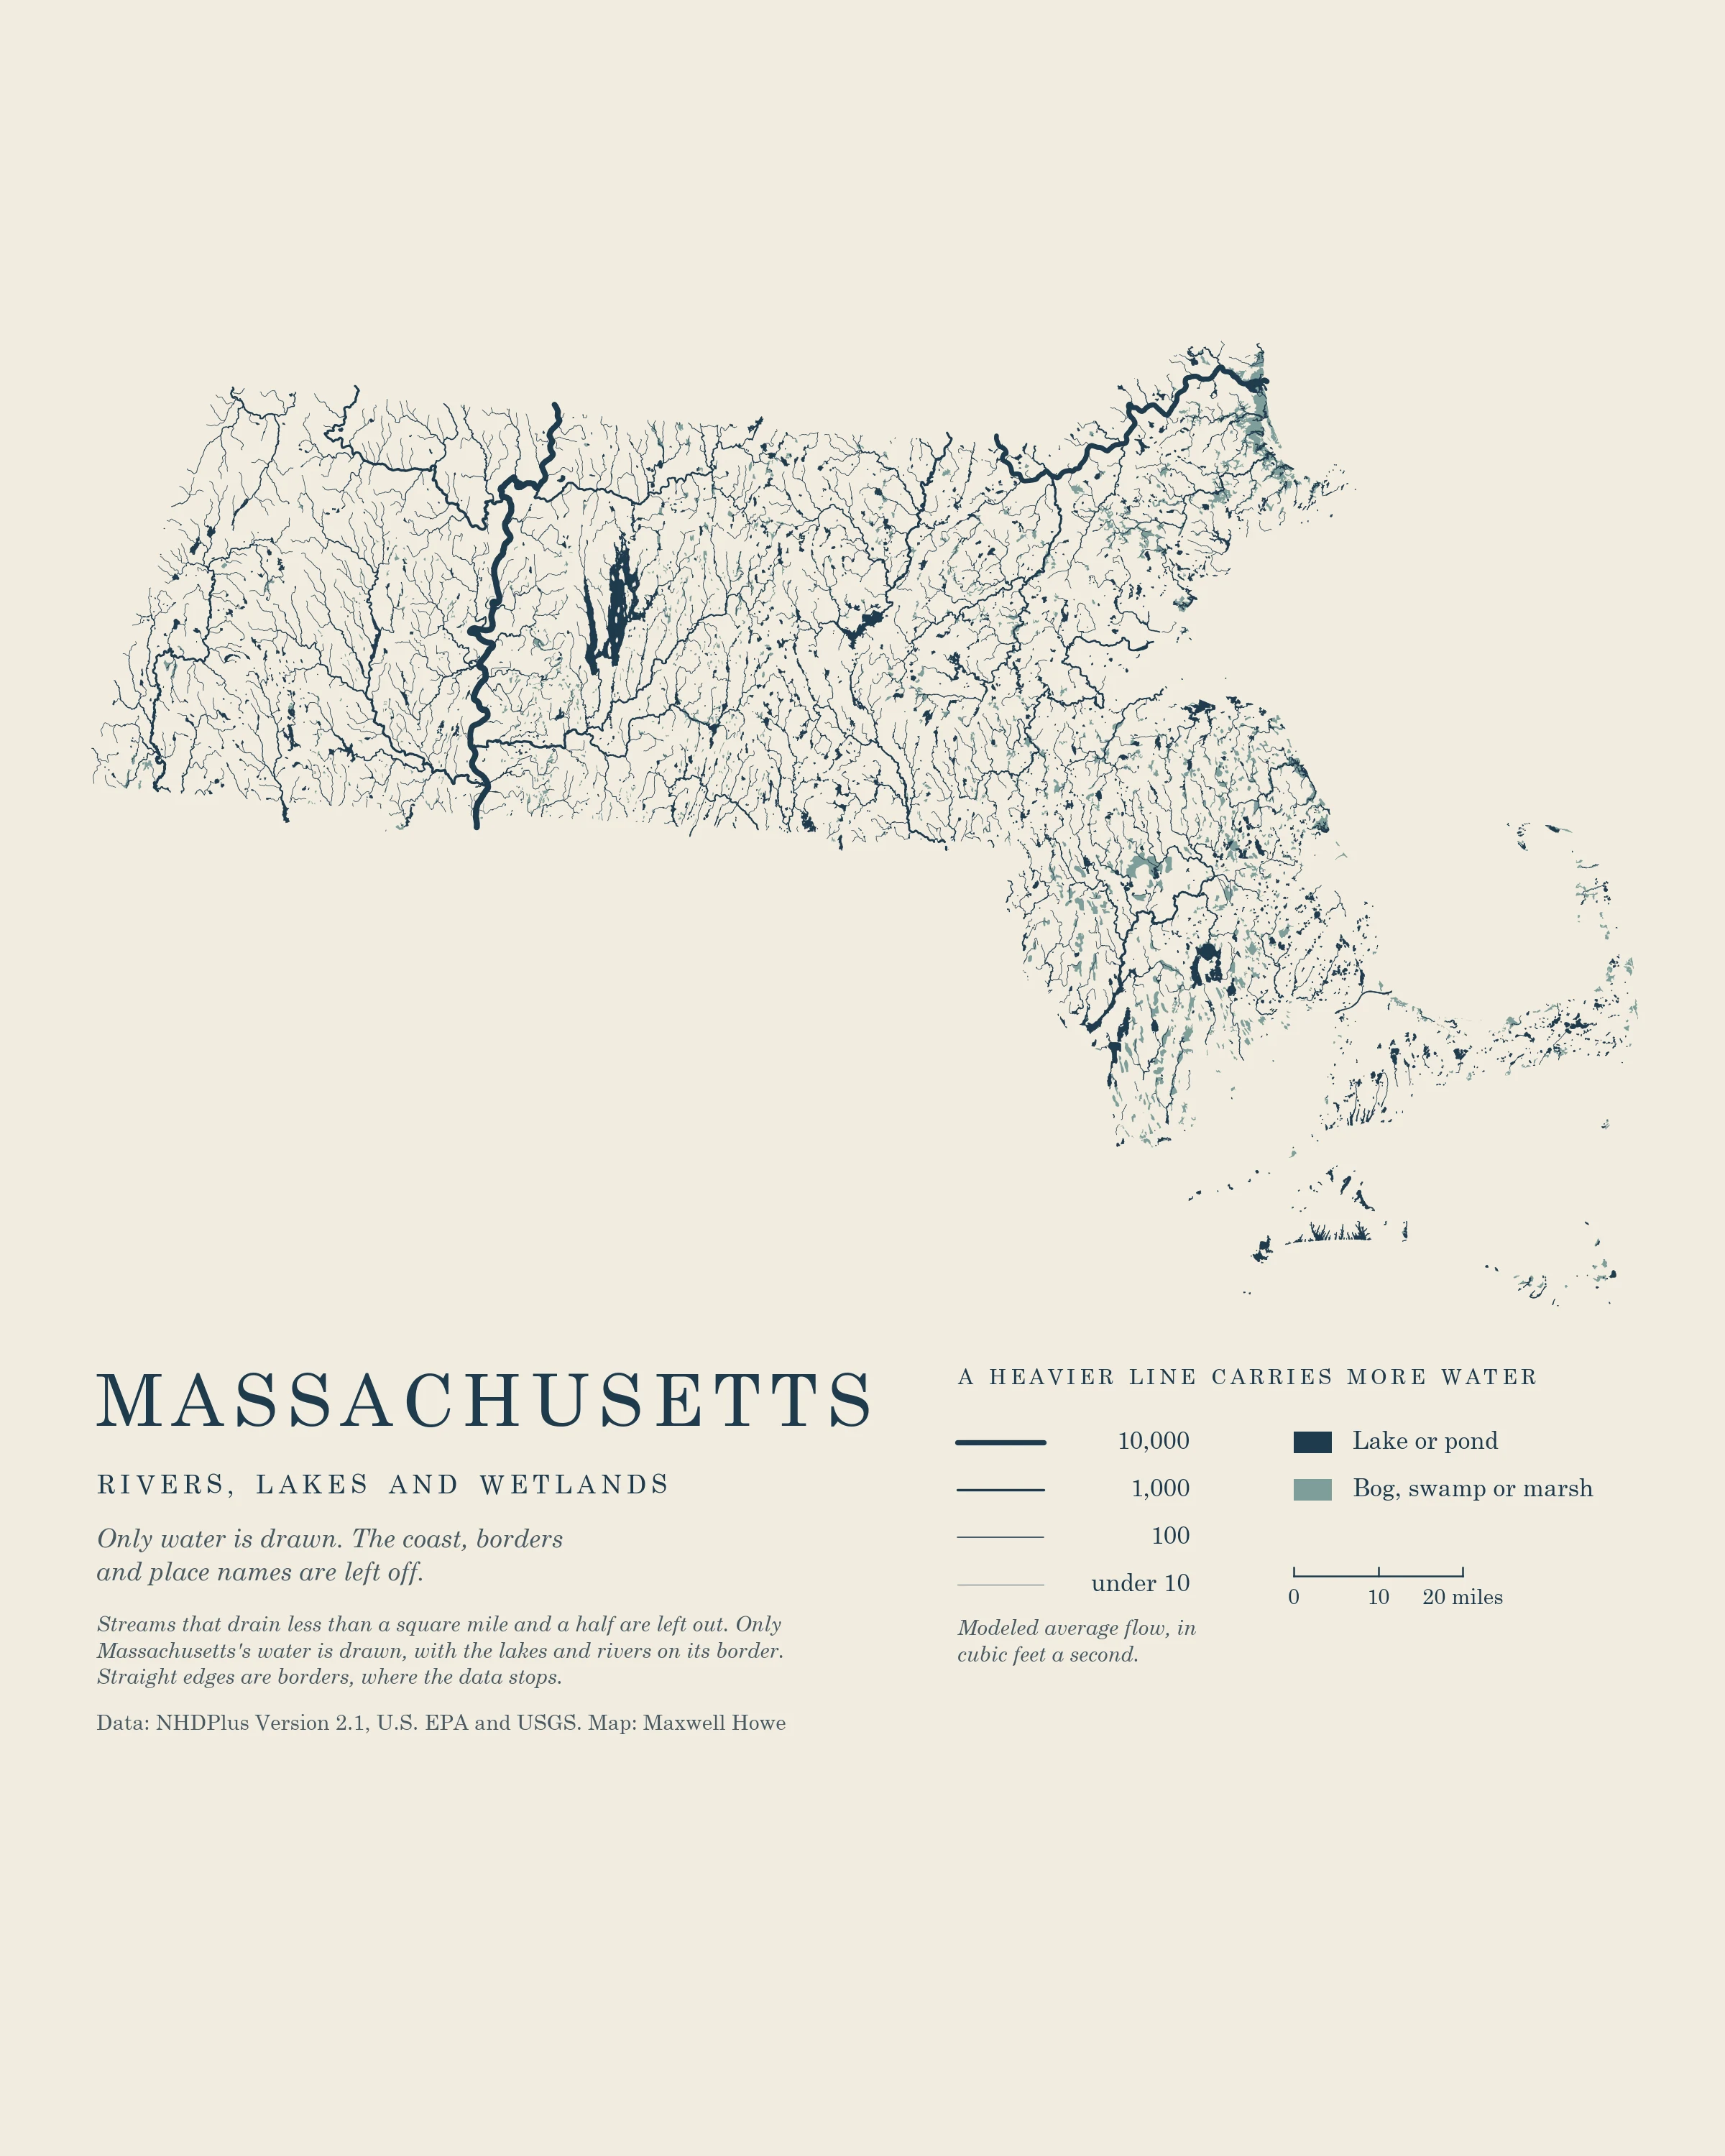 MASSACHUSETTS
RIVERS, LAKES AND WETLANDS
Only water is drawn. The coast, borders
and place names are left off.
Streams that drain less than a square mile and a half are left out. Only
Massachusetts's water is drawn, with the lakes and rivers on its border.
Straight edges are borders, where the data stops.
Data: NHDPlus Version 2.1, U.S. EPA and USGS. Map: Maxwell Howe
A HEAVIER LINE CARRIES MORE WATER
10,000
1,000
100
under 10
Modeled average flow, in
cubic feet a second.
Lake or pond
Bog, swamp or marsh
0 10 20 miles